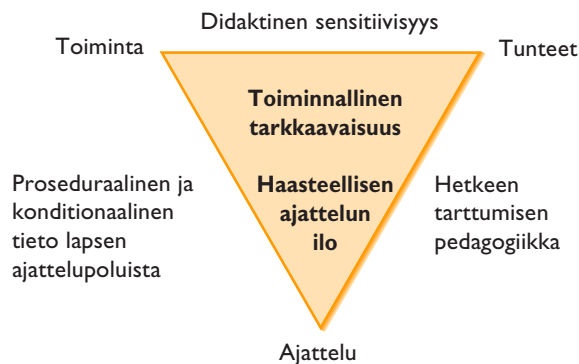 Didaktinen sensitiivisyys
Toiminta
Tunteet
Toiminnallinen
tarkkaavaisuus
Haasteellisen
ajattelun
ilo
Proseduraalinen ja
konditionaalinen
tieto lapsen
ajattelupoluista
Hetkeen
tarttumisen
pedagogiikka
Ajattelu